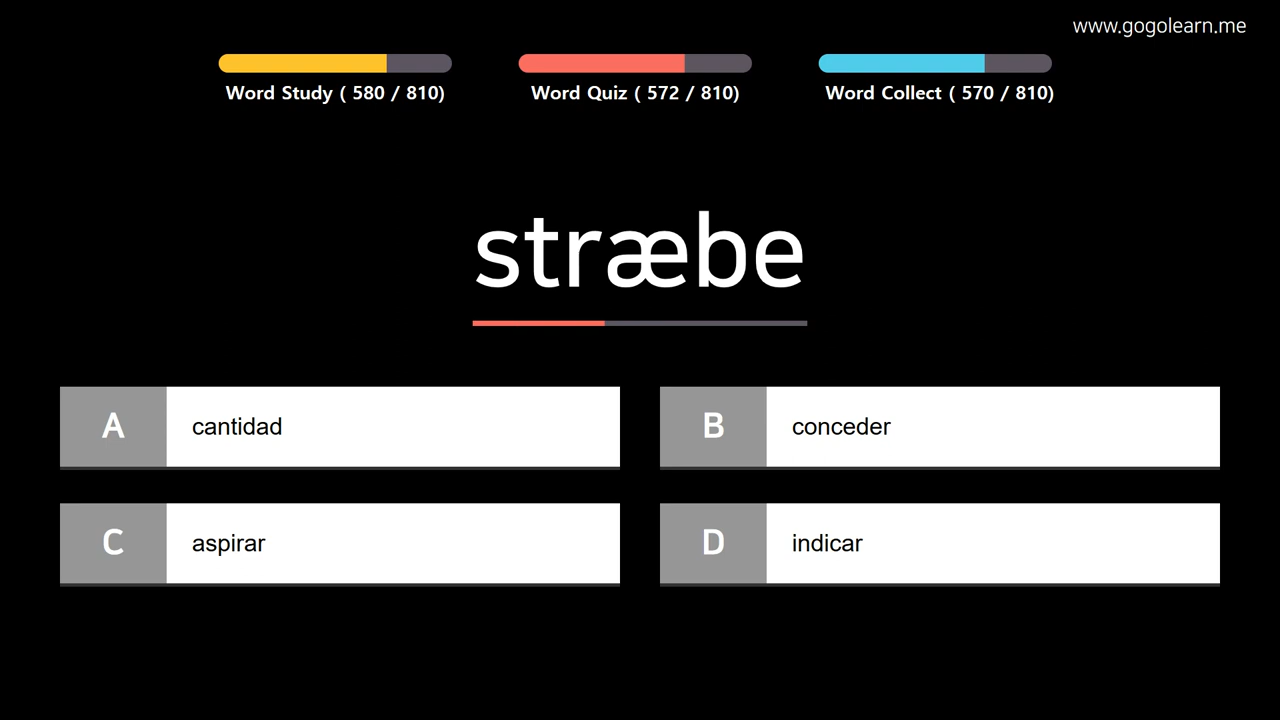 www.gogolearn.me
Word Study ( 580 / 810)
Word Quiz ( 572 / 810)
Word Collect ( 570 / 810)
stræbe
A cantidad
B conceder
C aspirar
D indicar